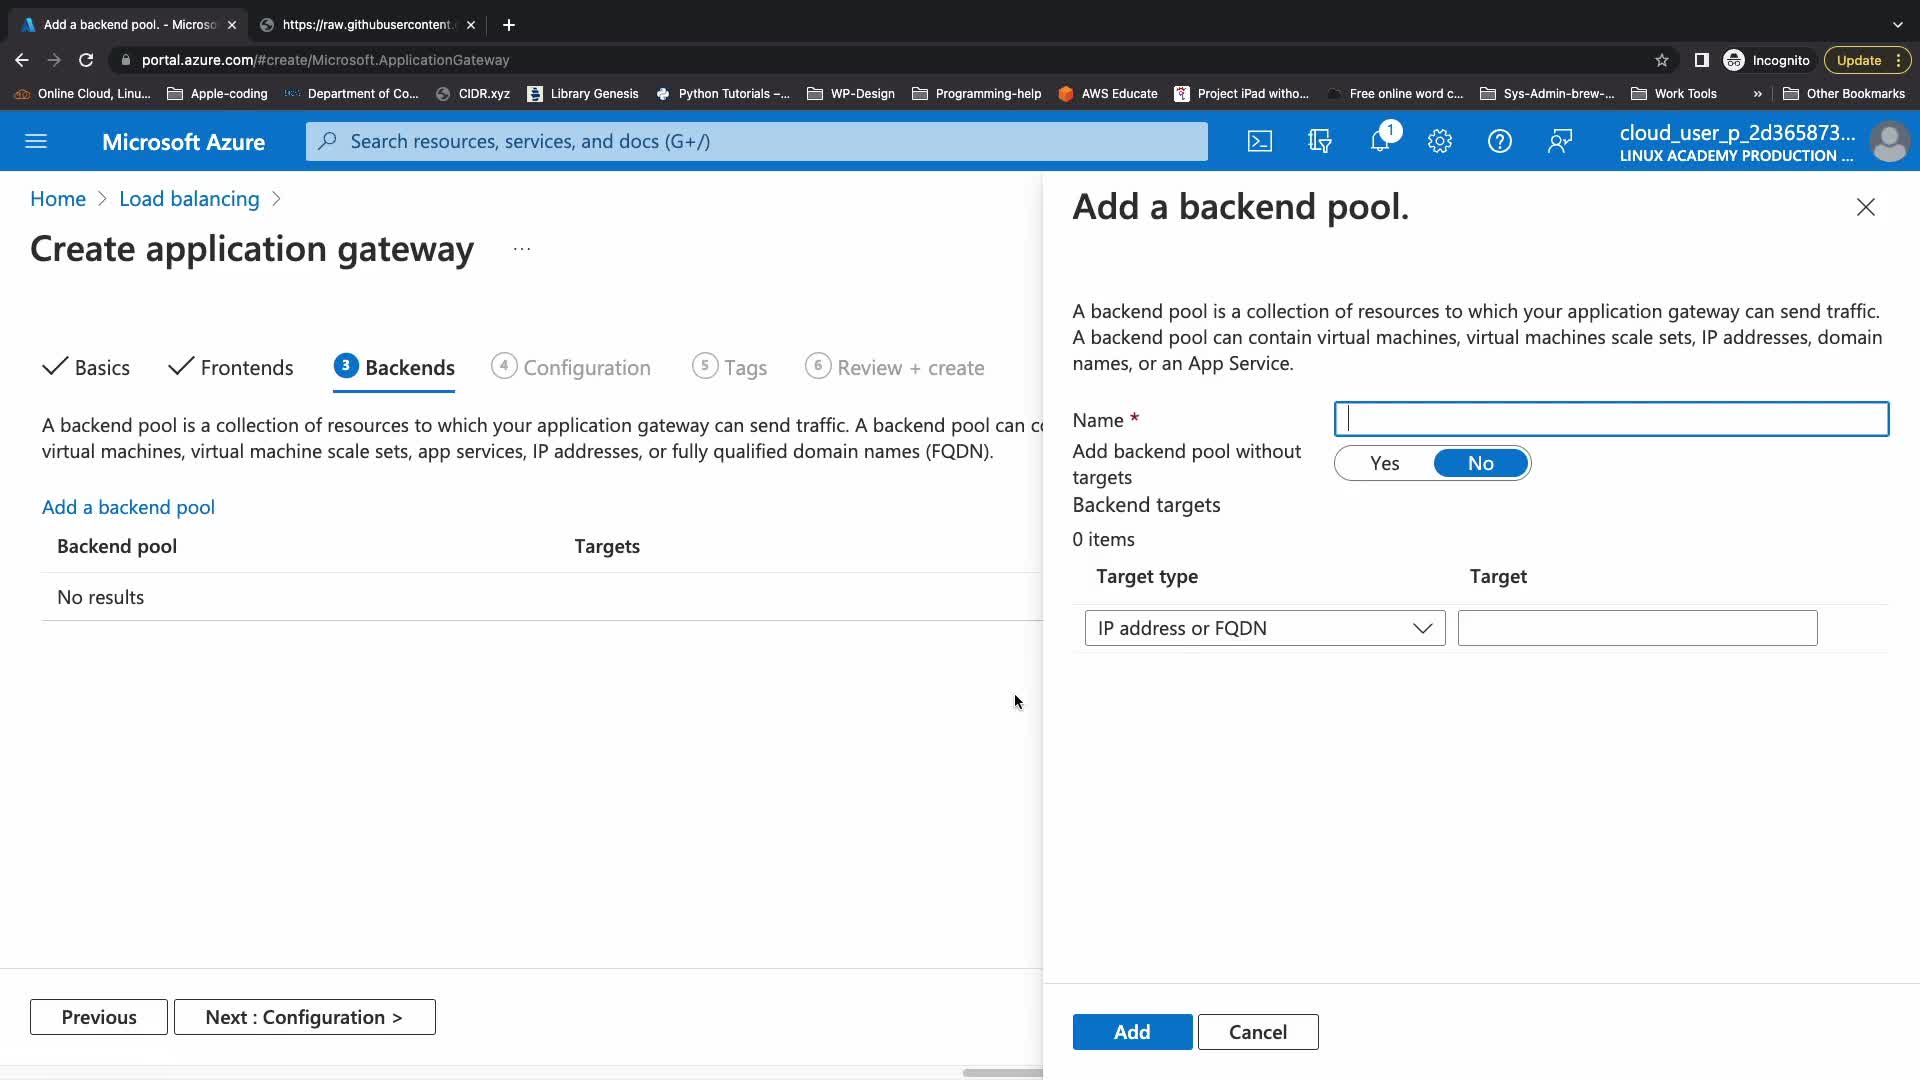 Add a backend pool. - Microso
https://raw.githubusercontent.
portal.azure.com/#create/Microsoft.ApplicationGateway
Incognito
Update
Online Cloud, Linu...
Apple-coding
Department of Co...
CIDR.xyz
Library Genesis
Python Tutorials –...
WP-Design
Programming-help
AWS Educate
Project iPad witho...
Free online word c...
Sys-Admin-brew-...
Work Tools
»
Other Bookmarks
Microsoft Azure
Search resources, services, and docs (G+/)
1
cloud_user_p_2d365873...
LINUX ACADEMY PRODUCTION ...
Home > Load balancing >
Create application gateway ...
Basics
Frontends
3 Backends
4 Configuration
5 Tags
6 Review + create
A backend pool is a collection of resources to which your application gateway can send traffic. A backend pool can co
virtual machines, virtual machine scale sets, app services, IP addresses, or fully qualified domain names (FQDN).
Add a backend pool
Backend pool Targets
No results
Previous
Next : Configuration >
Add a backend pool.
A backend pool is a collection of resources to which your application gateway can send traffic.
A backend pool can contain virtual machines, virtual machines scale sets, IP addresses, domain
names, or an App Service.
Name *
Add backend pool without
targets
Yes No
Backend targets
0 items
Target type Target
IP address or FQDN
Add
Cancel